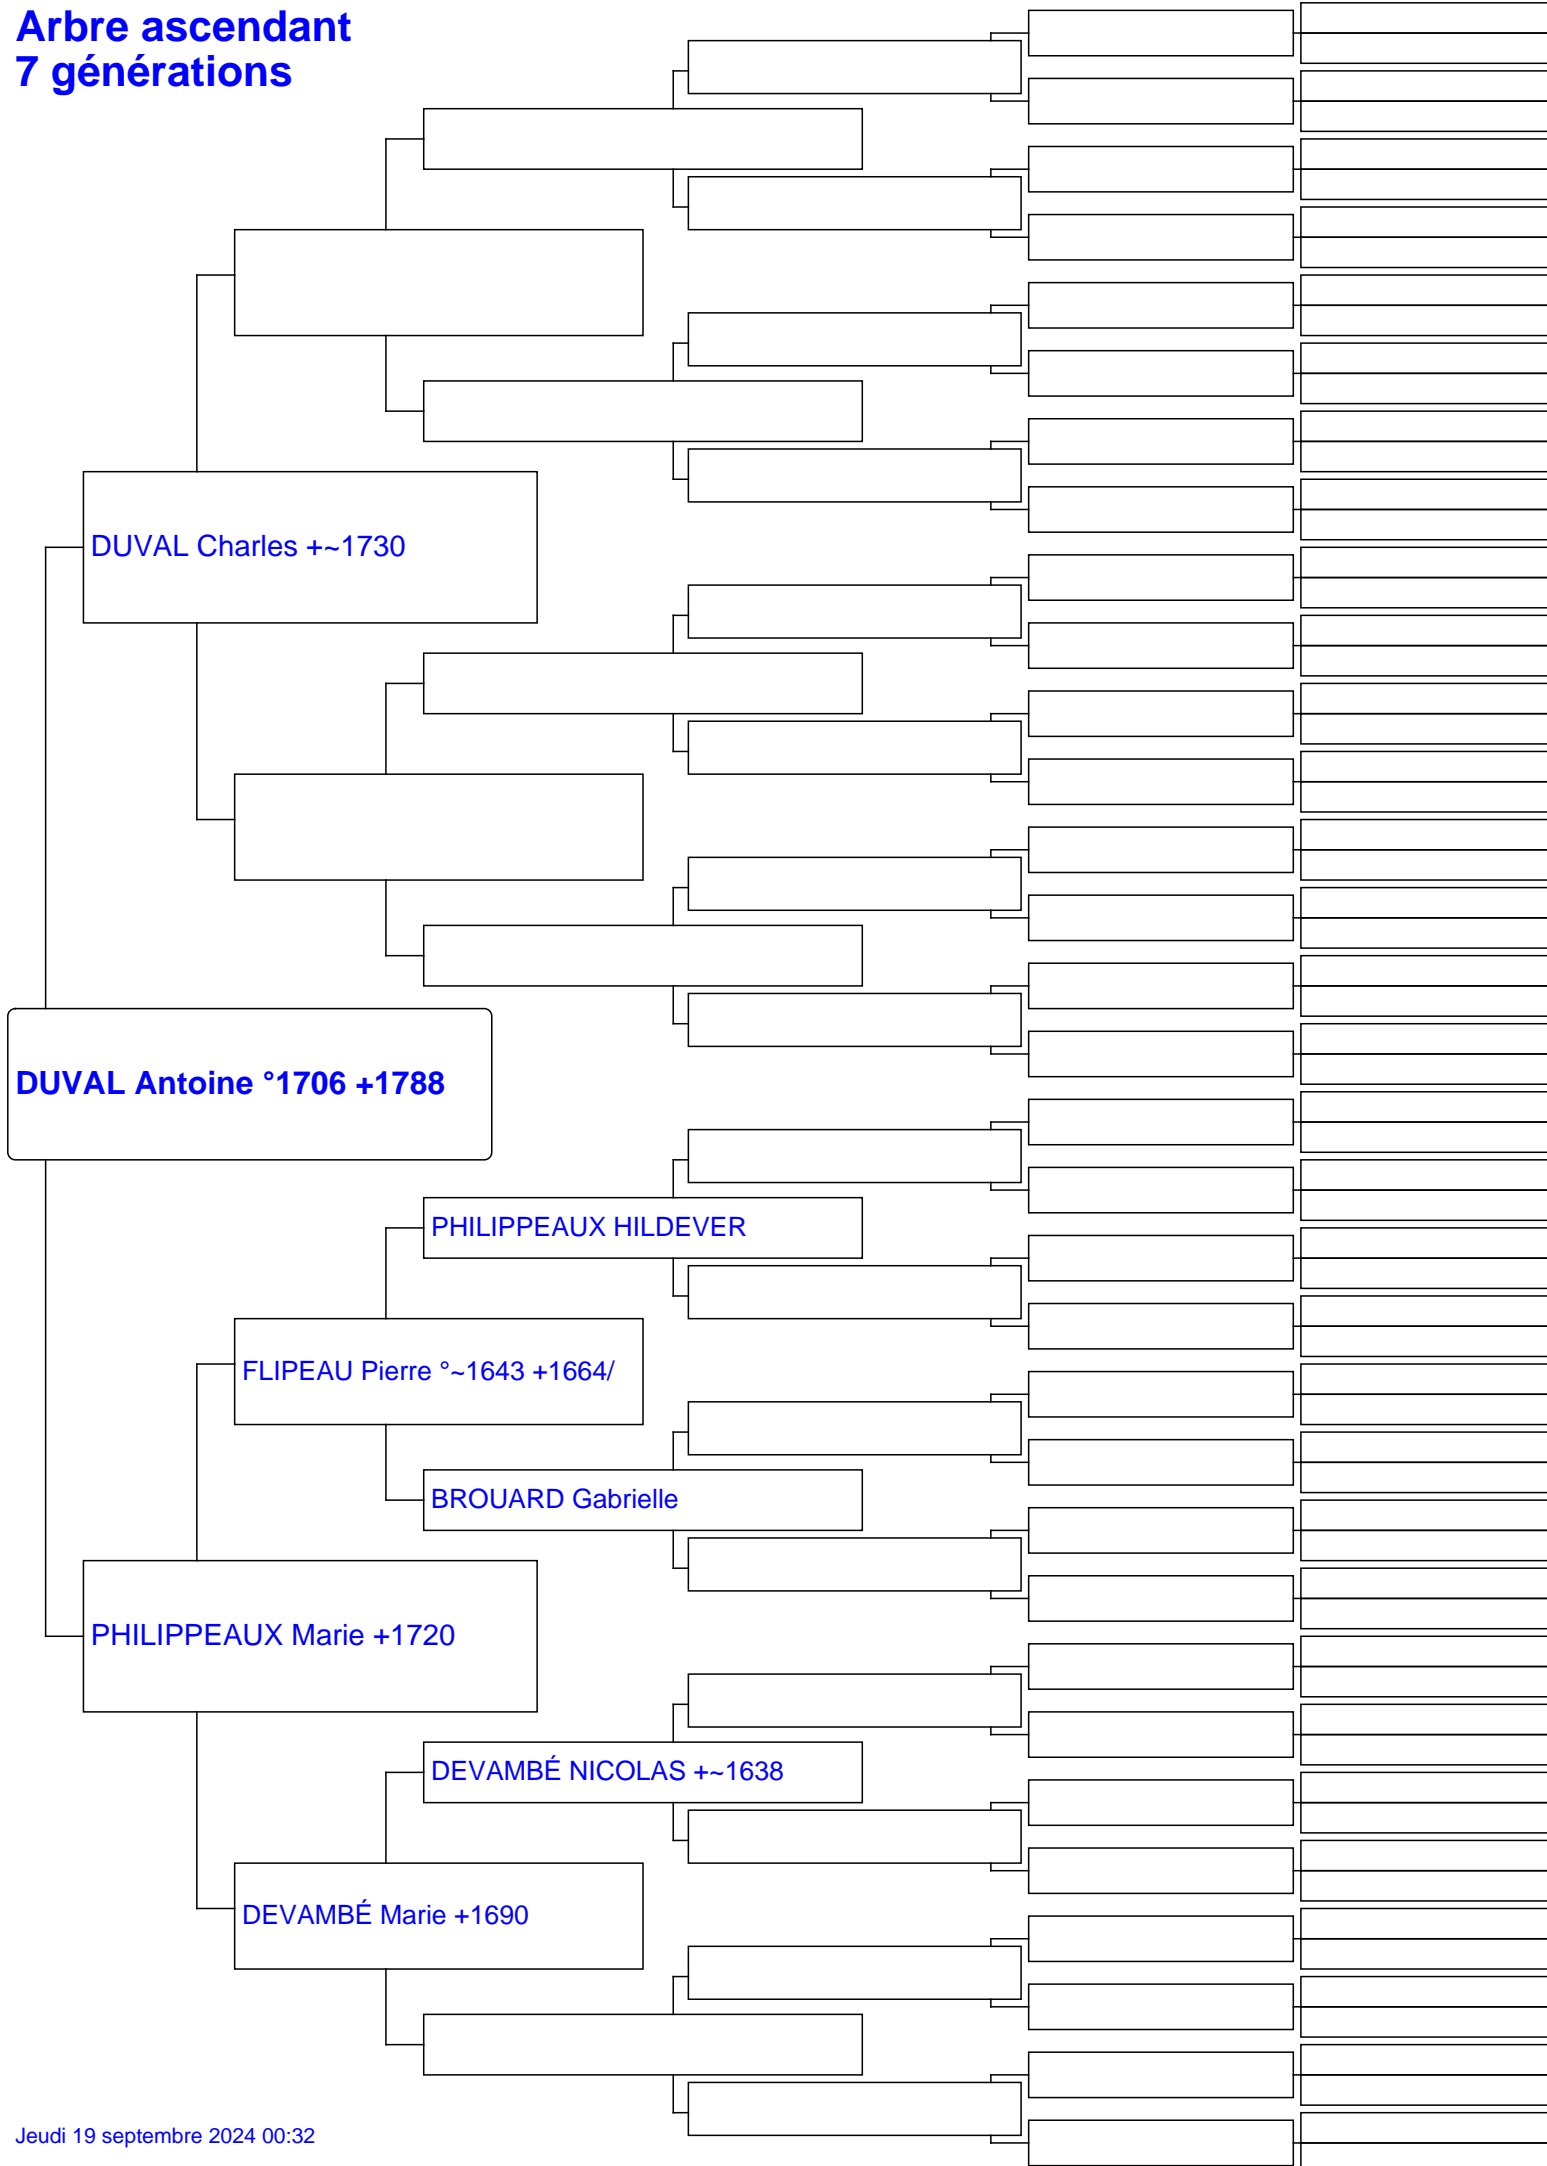 Arbre ascendant
7 générations
DUVAL Charles +~1730
DUVAL Antoine °1706 +1788
PHILIPPEAUX HILDEVER
FLIPEAU Pierre °~1643 +1664/
BROUARD Gabrielle
PHILIPPEAUX Marie +1720
DEVAMBÉ NICOLAS +~1638
DEVAMBÉ Marie +1690
Jeudi 19 septembre 2024 00:32